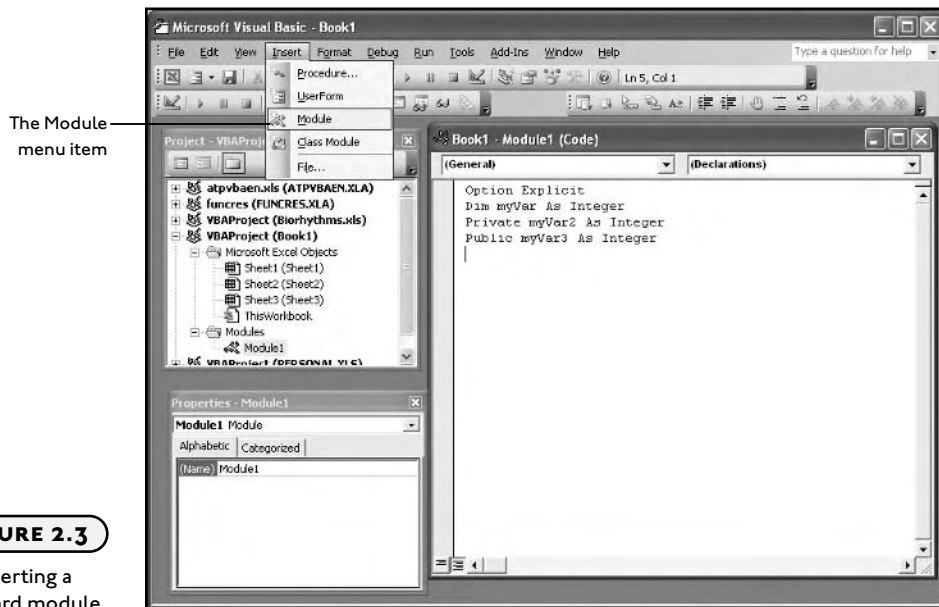 Microsoft Visual Basic - Book1
File Edit View Insert Format Debug Run Tools Add-Ins Window Help
Type a question for help
Ln 5, Col 1
Procedure...
UserForm
Module
Class Module
File...
The Module
menu item
Project - VBAProj
atpvbaen.xls (ATPVBAEN.XLA)
funcres (FUNCRES.XLA)
VBAProject (Biorhythms.xls)
VBAProject (Book1)
Microsoft Excel Objects
Sheet1 (Sheet1)
Sheet2 (Sheet2)
Sheet3 (Sheet3)
ThisWorkbook
Modules
Module1
VBAProject (PERSONAL.XLS)
Book1 - Module1 (Code)
(General) (Declarations)
Option Explicit
Dim myVar As Integer
Private myVar2 As Integer
Public myVar3 As Integer
Properties - Module1
Module1 Module
Alphabetic Categorized
(Name) Module1
URE 2.3
erting a
ard module